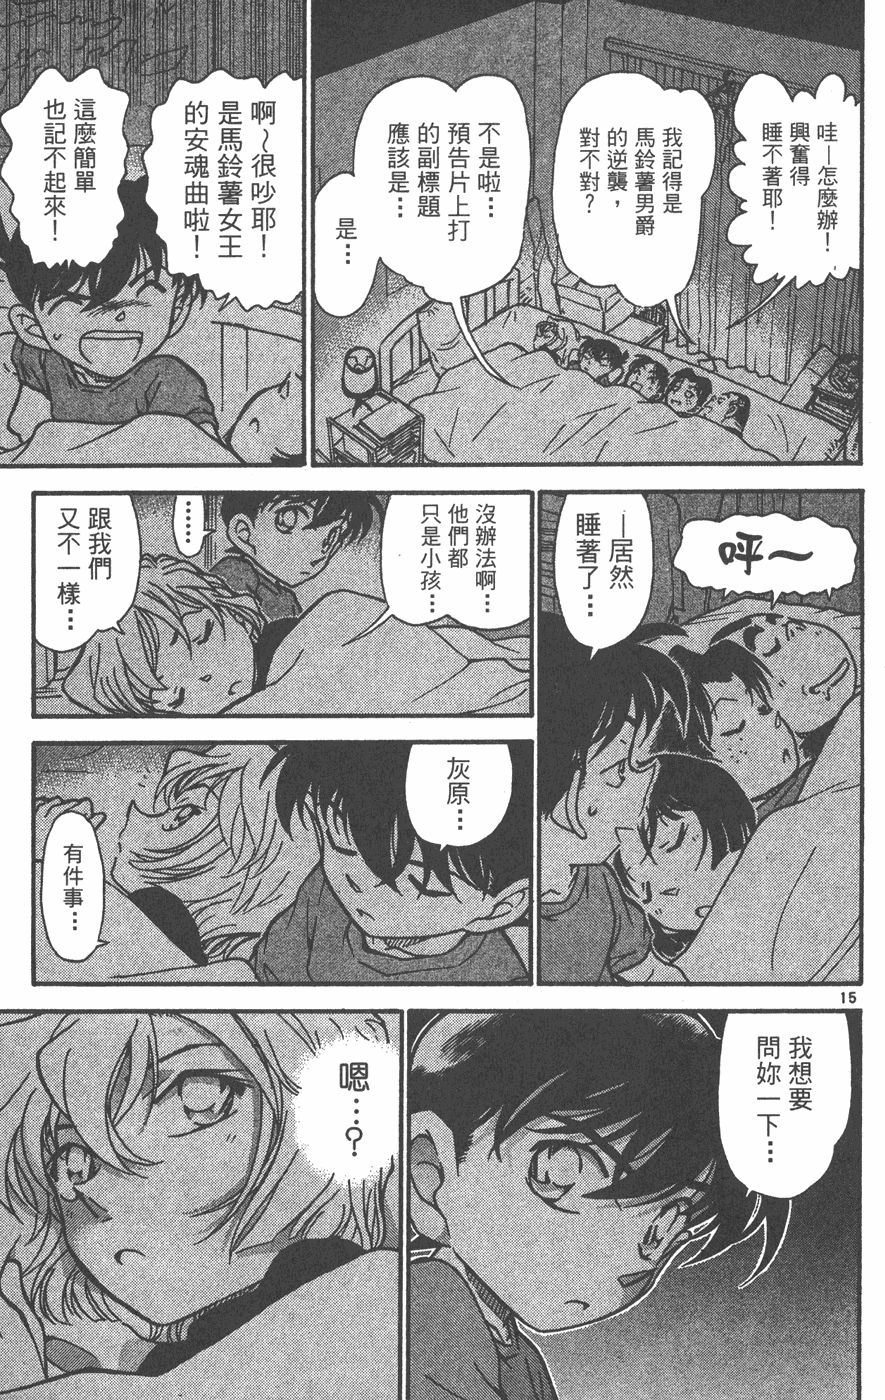 哇—怎麼辦！
興奮得
睡不著耶！
我記得是
馬鈴薯男爵
的逆襲，
對不對？
不是啦…
預告片上打
的副標題
應該是…
是…
啊～很吵耶！
是馬鈴薯女王
的安魂曲啦！
這麼簡單
也記不起來！
呼～
—居然
睡著了…
沒辦法啊…
他們都
只是小孩…
……
跟我們
又不一樣…
灰原…
有件事…
15
我想要
問妳一下…
嗯…？